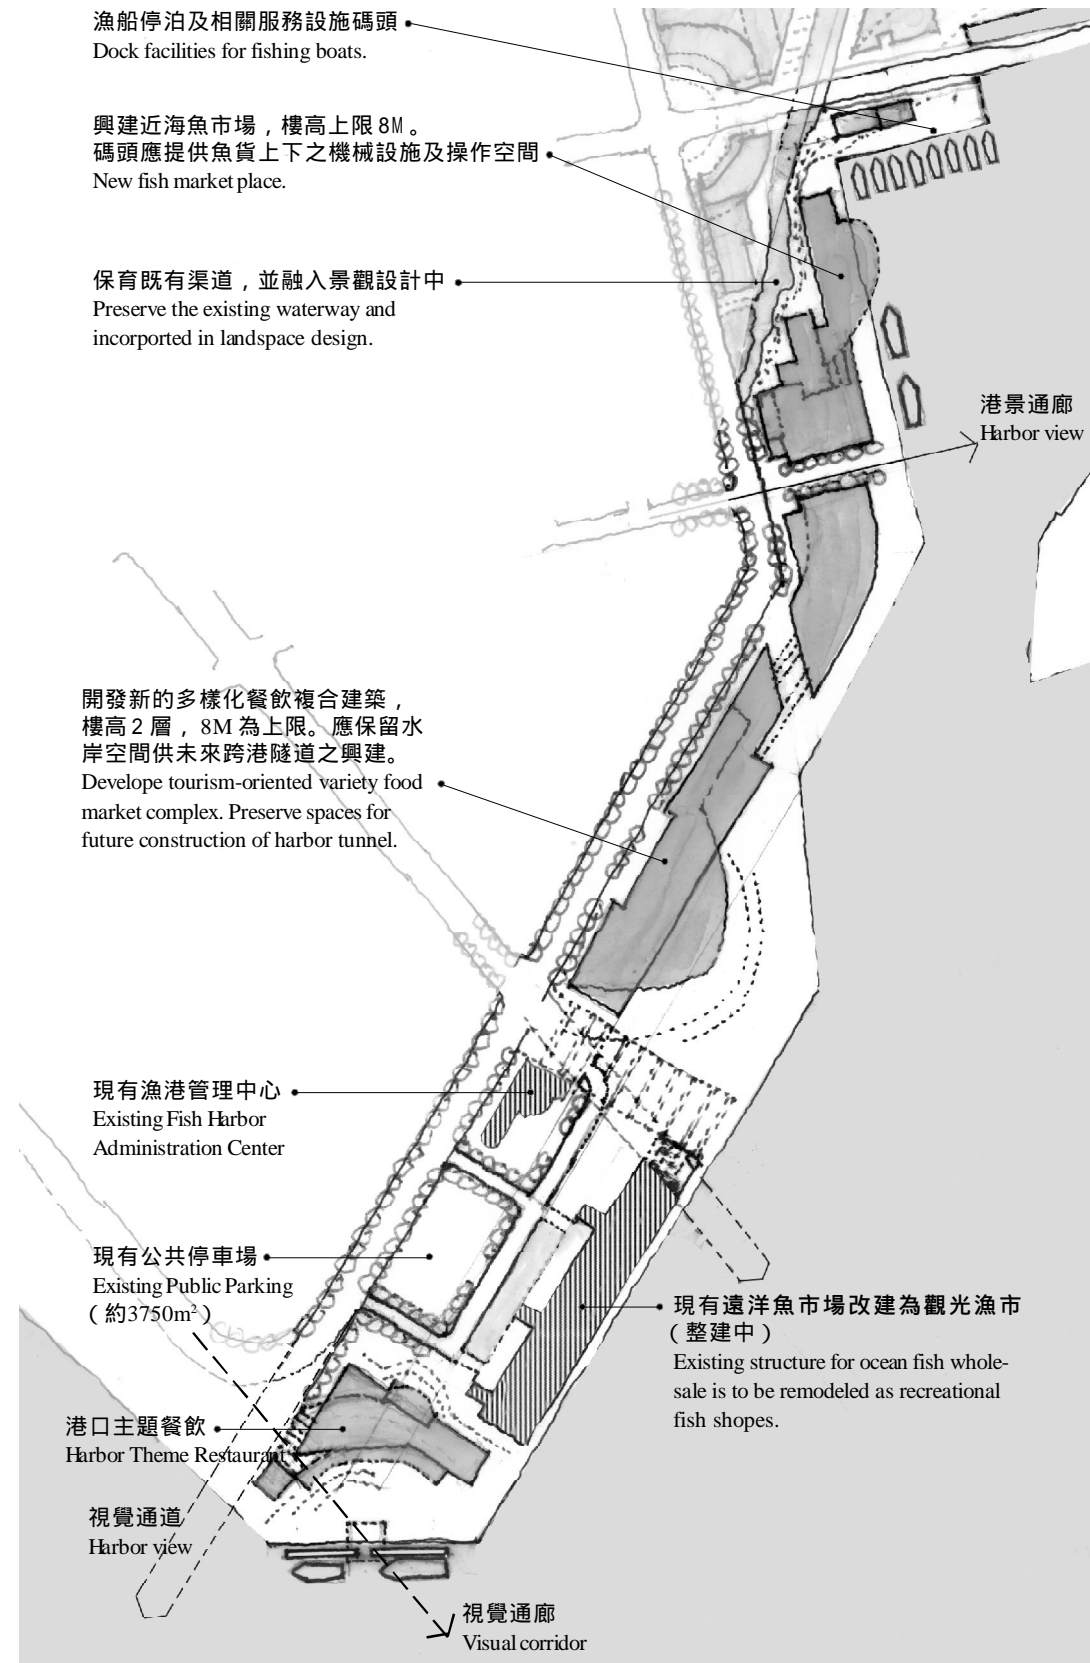 漁船停泊及相關服務設施碼頭
Dock facilities for fishing boats.
興建近海魚市場，樓高上限 8M。
碼頭應提供魚貨上下之機械設施及操作空間
New fish market place.
保育既有渠道，並融入景觀設計中
Preserve the existing waterway and
incorported in landspace design.
港景通廊
Harbor view
開發新的多樣化餐飲複合建築，
樓高２層，8M 為上限。應保留水
岸空間供未來跨港隧道之興建。
Develope tourism-oriented variety food
market complex. Preserve spaces for
future construction of harbor tunnel.
現有漁港管理中心
Existing Fish Harbor
Administration Center
現有公共停車場
Existing Public Parking
（約3750m²）
現有遠洋魚市場改建為觀光漁市
（整建中）
Existing structure for ocean fish whole-
sale is to be remodeled as recreational
fish shopes.
港口主題餐飲
Harbor Theme Restaurant
視覺通道
Harbor view
視覺通廊
Visual corridor